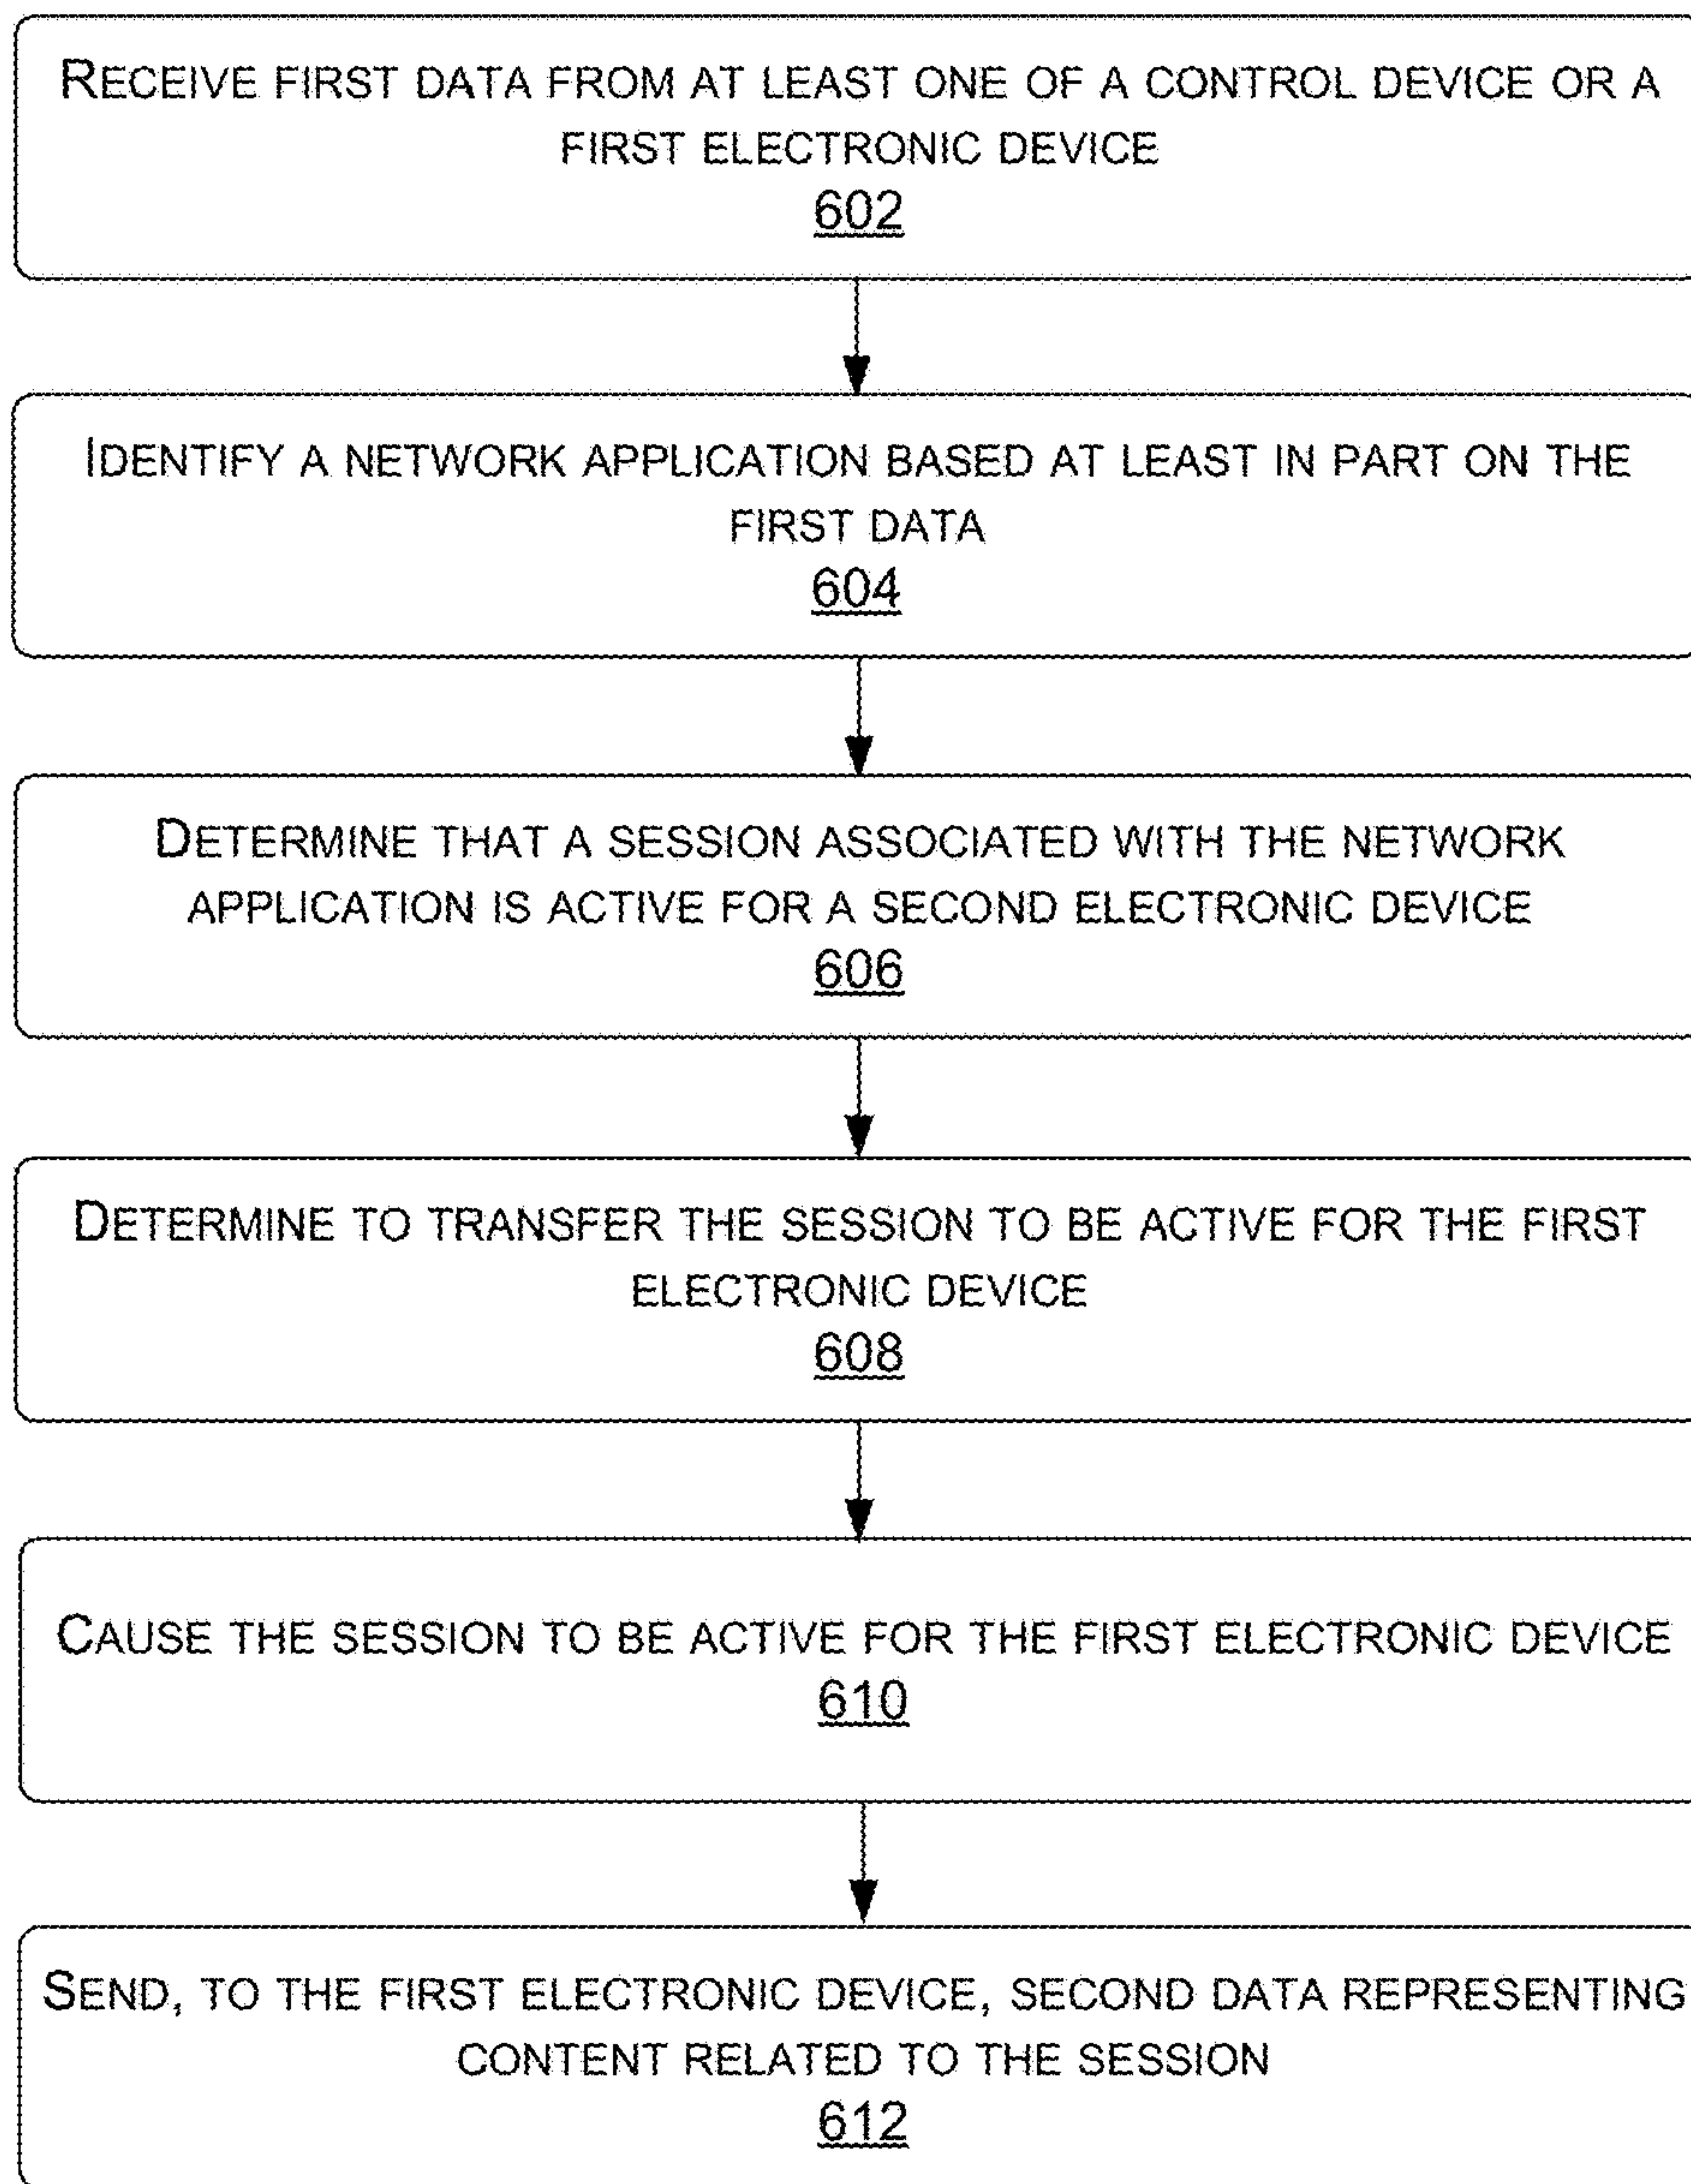 RECEIVE FIRST DATA FROM AT LEAST ONE OF A CONTROL DEVICE OR A
FIRST ELECTRONIC DEVICE
602
IDENTIFY A NETWORK APPLICATION BASED AT LEAST IN PART ON THE
FIRST DATA
604
DETERMINE THAT A SESSION ASSOCIATED WITH THE NETWORK
APPLICATION IS ACTIVE FOR A SECOND ELECTRONIC DEVICE
606
DETERMINE TO TRANSFER THE SESSION TO BE ACTIVE FOR THE FIRST
ELECTRONIC DEVICE
608
CAUSE THE SESSION TO BE ACTIVE FOR THE FIRST ELECTRONIC DEVICE
610
SEND, TO THE FIRST ELECTRONIC DEVICE, SECOND DATA REPRESENTING
CONTENT RELATED TO THE SESSION
612